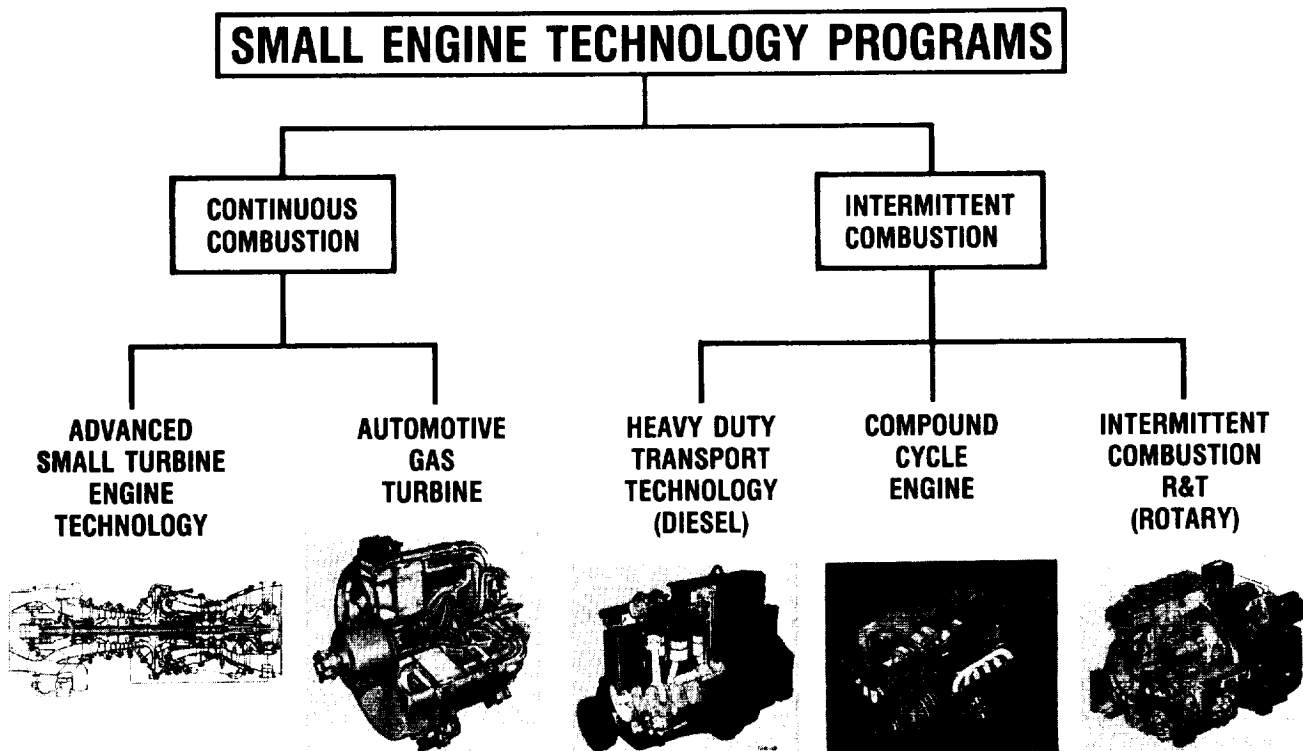 SMALL ENGINE TECHNOLOGY PROGRAMS
CONTINUOUS
COMBUSTION
INTERMITTENT
COMBUSTION
ADVANCED
SMALL TURBINE
ENGINE
TECHNOLOGY
AUTOMOTIVE
GAS
TURBINE
HEAVY DUTY
TRANSPORT
TECHNOLOGY
(DIESEL)
COMPOUND
CYCLE
ENGINE
INTERMITTENT
COMBUSTION
R&T
(ROTARY)